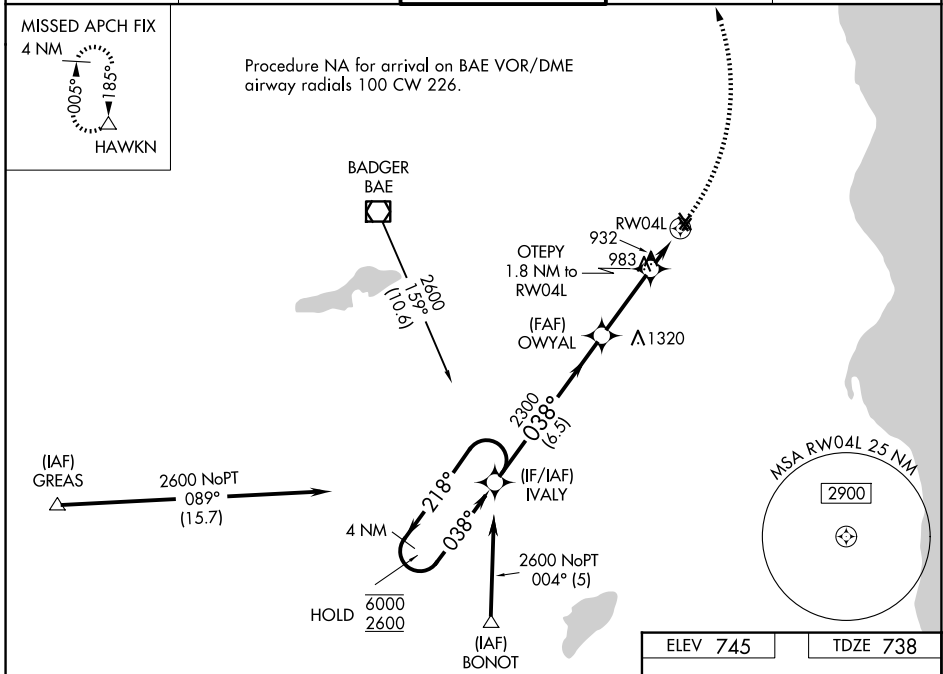 MISSED APCH FIX
4 NM
005°
185°
HAWKN
Procedure NA for arrival on BAE VOR/DME
airway radials 100 CW 226.
BADGER
BAE
2600
159°
(10.6)
RW04L
932
983
OTEPY
1.8 NM to
RW04L
(FAF)
OWYAL
1320
2300
038°
(6.5)
(IAF)
GREAS
2600 NoPT
089°
(15.7)
218°
038°
4 NM
(IF/IAF)
IVALY
HOLD
6000
2600
2600 NoPT
004° (5)
(IAF)
BONOT
MSA RW04L 25 NM
2900
ELEV 745
TDZE 738